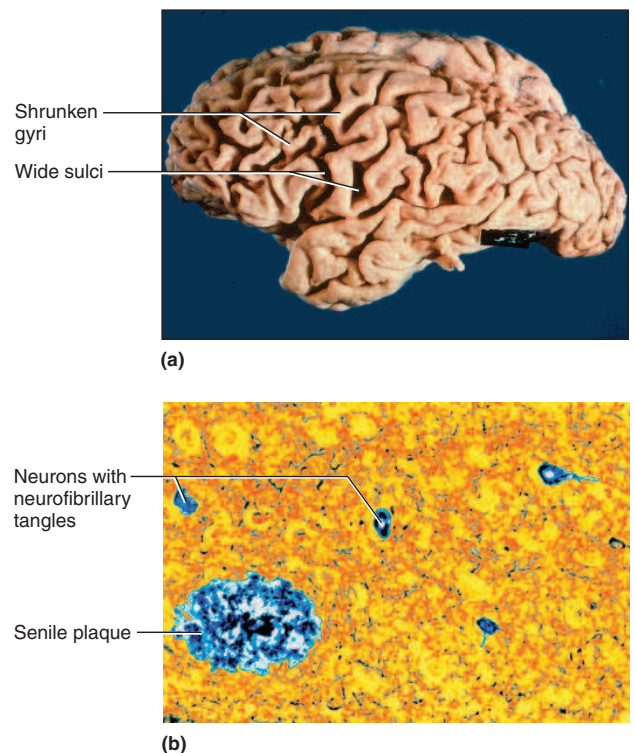 Shrunken
gyri
Wide sulci
(a)
Neurons with
neurofibrillary
tangles
Senile plaque
(b)